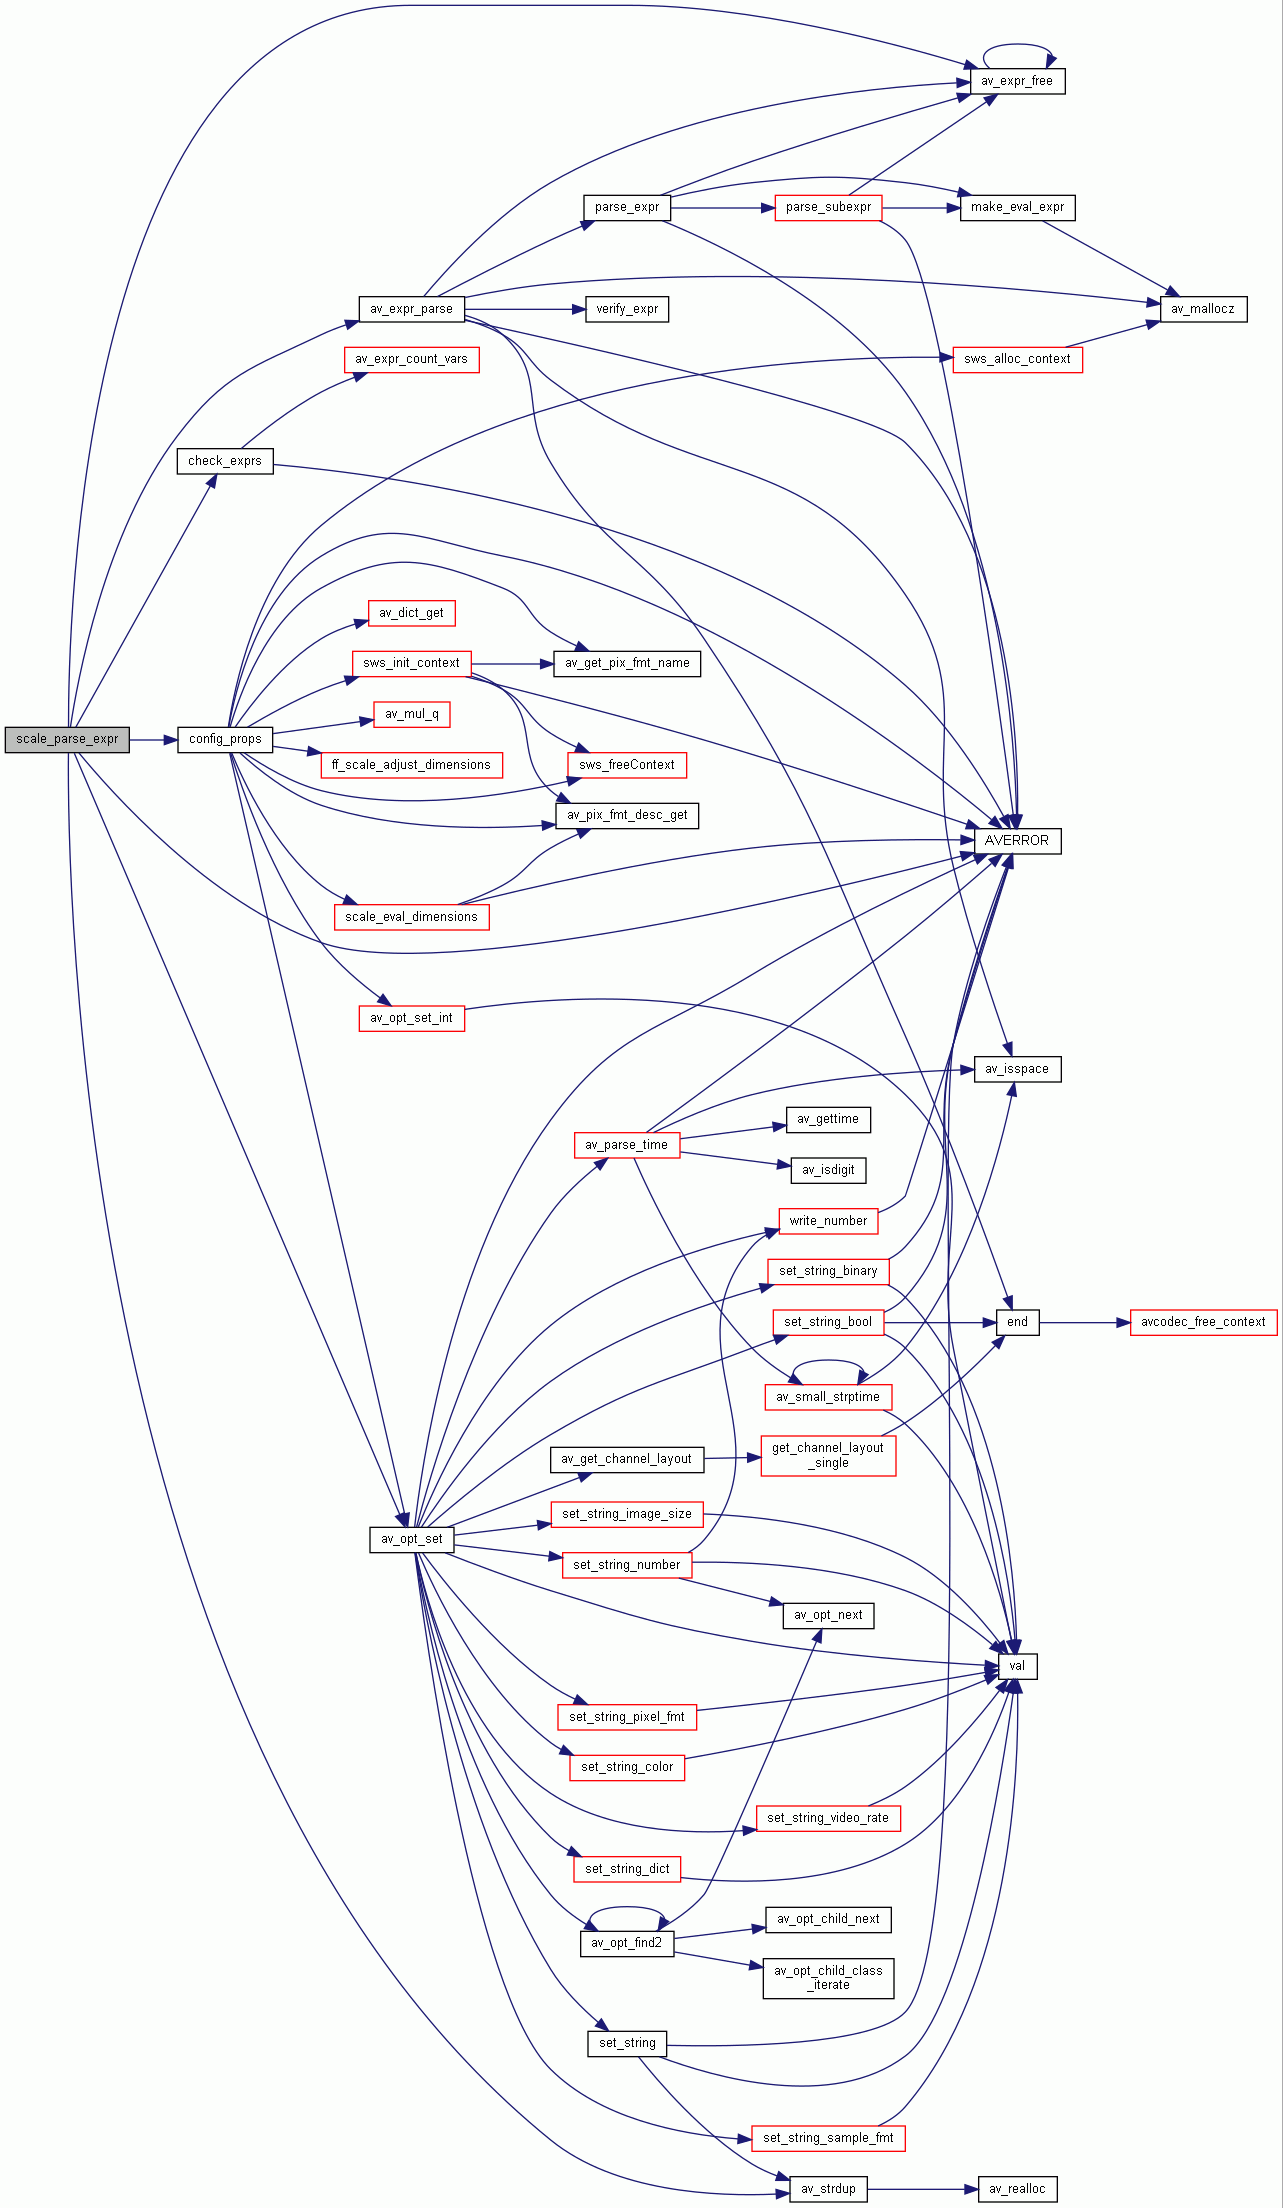 av_expr_free
parse_expr
parse_subexpr
make_eval_expr
av_expr_parse
verify_expr
av_mallocz
av_expr_count_vars
sws_alloc_context
check_exprs
av_dict_get
sws_init_context
av_get_pix_fmt_name
av_mul_q
scale_parse_expr
config_props
ff_scale_adjust_dimensions
sws_freeContext
av_pix_fmt_desc_get
AVERROR
scale_eval_dimensions
av_opt_set_int
av_isspace
av_gettime
av_parse_time
av_isdigit
write_number
set_string_binary
set_string_bool
end
avcodec_free_context
av_small_strptime
av_get_channel_layout
get_channel_layout
_single
set_string_image_size
av_opt_set
set_string_number
av_opt_next
val
set_string_pixel_fmt
set_string_color
set_string_video_rate
set_string_dict
av_opt_child_next
av_opt_find2
av_opt_child_class
_iterate
set_string
set_string_sample_fmt
av_strdup
av_realloc